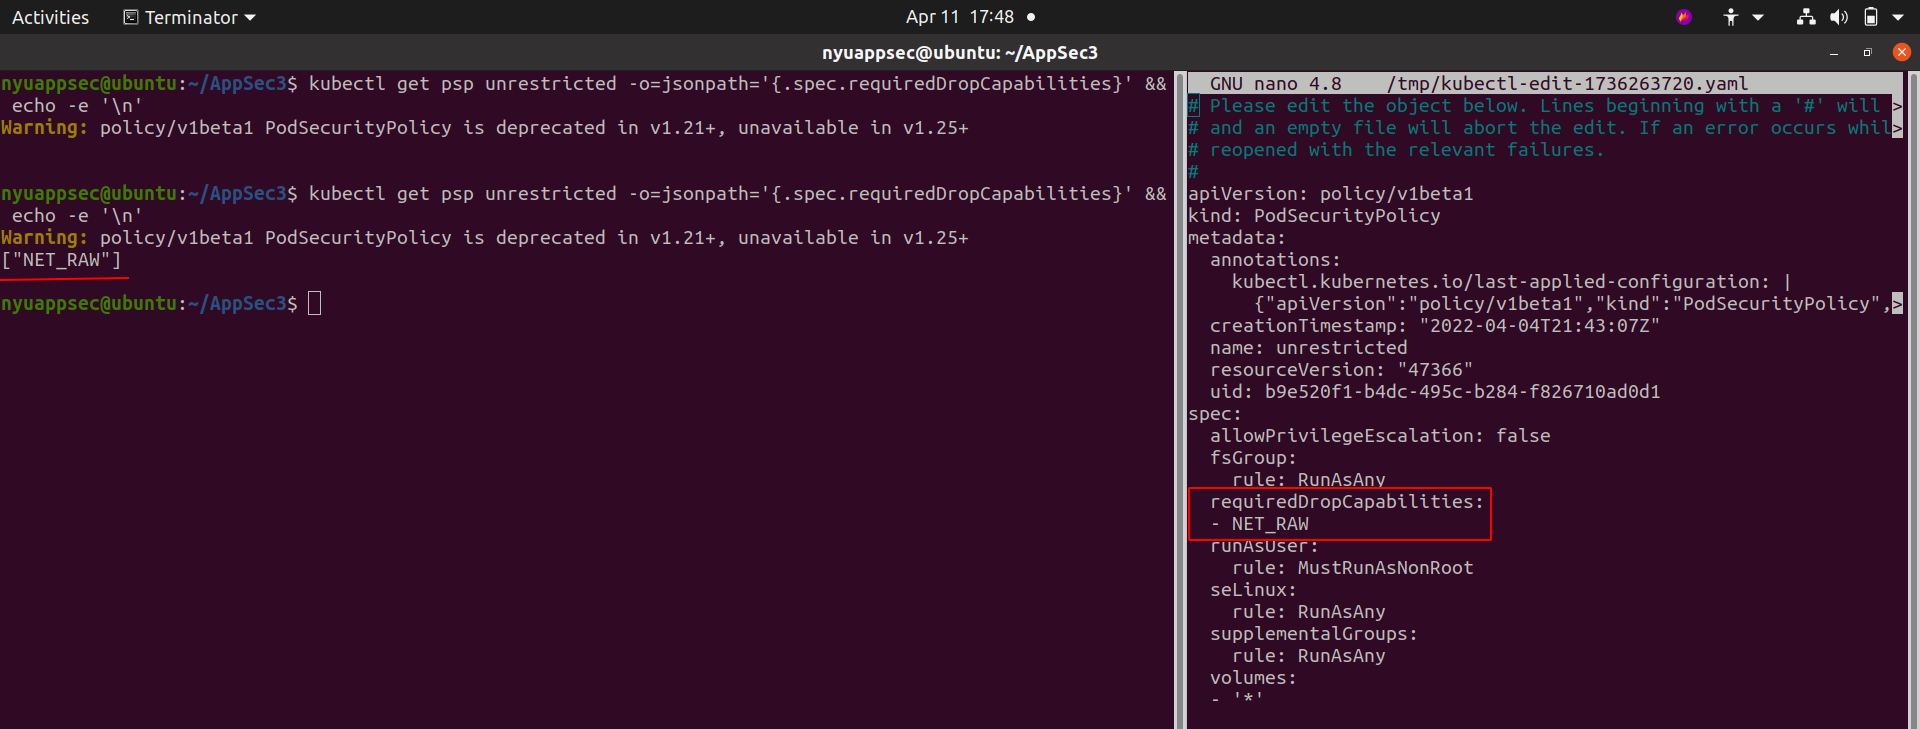 Activities Terminator Apr 11 17:48
nyuappsec@ubuntu: ~/AppSec3
nyuappsec@ubuntu:~/AppSec3$ kubectl get psp unrestricted -o=jsonpath='{.spec.requiredDropCapabilities}' &&
 echo -e '\n'
Warning: policy/v1beta1 PodSecurityPolicy is deprecated in v1.21+, unavailable in v1.25+
nyuappsec@ubuntu:~/AppSec3$ kubectl get psp unrestricted -o=jsonpath='{.spec.requiredDropCapabilities}' &&
 echo -e '\n'
Warning: policy/v1beta1 PodSecurityPolicy is deprecated in v1.21+, unavailable in v1.25+
["NET_RAW"]
nyuappsec@ubuntu:~/AppSec3$
GNU nano 4.8 /tmp/kubectl-edit-1736263720.yaml
# Please edit the object below. Lines beginning with a '#' will >
# and an empty file will abort the edit. If an error occurs whil>
# reopened with the relevant failures.
#
apiVersion: policy/v1beta1
kind: PodSecurityPolicy
metadata:
  annotations:
    kubectl.kubernetes.io/last-applied-configuration: |
      {"apiVersion":"policy/v1beta1","kind":"PodSecurityPolicy",>
  creationTimestamp: "2022-04-04T21:43:07Z"
  name: unrestricted
  resourceVersion: "47366"
  uid: b9e520f1-b4dc-495c-b284-f826710ad0d1
spec:
  allowPrivilegeEscalation: false
  fsGroup:
    rule: RunAsAny
  requiredDropCapabilities:
  - NET_RAW
  runAsUser:
    rule: MustRunAsNonRoot
  seLinux:
    rule: RunAsAny
  supplementalGroups:
    rule: RunAsAny
  volumes:
  - '*'